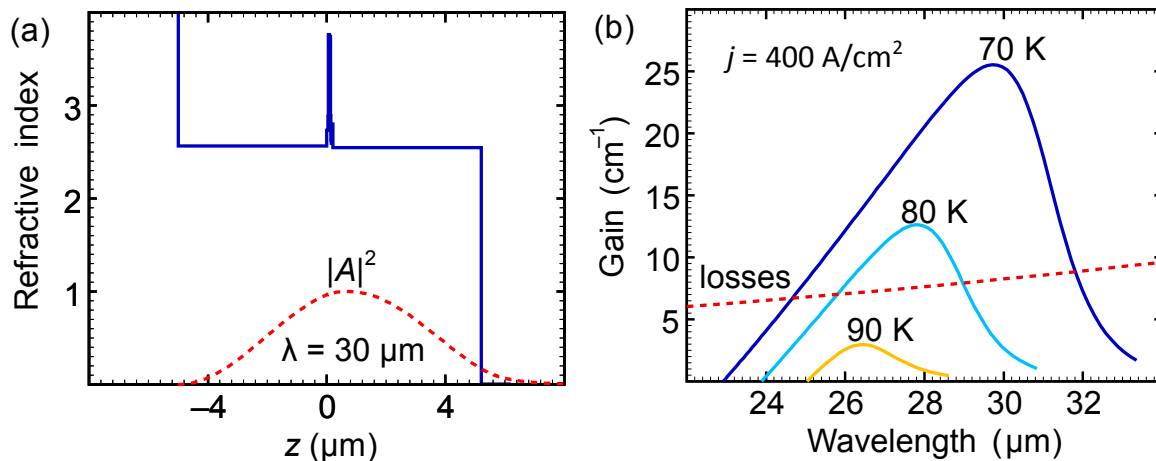 (a)
Refractive index
3
2
1
|A|²
λ = 30 μm
−4
0
4
z (μm)
(b)
j = 400 A/cm²
70 K
80 K
90 K
losses
Gain (cm⁻¹)
25
20
15
10
5
24
26
28
30
32
Wavelength (μm)